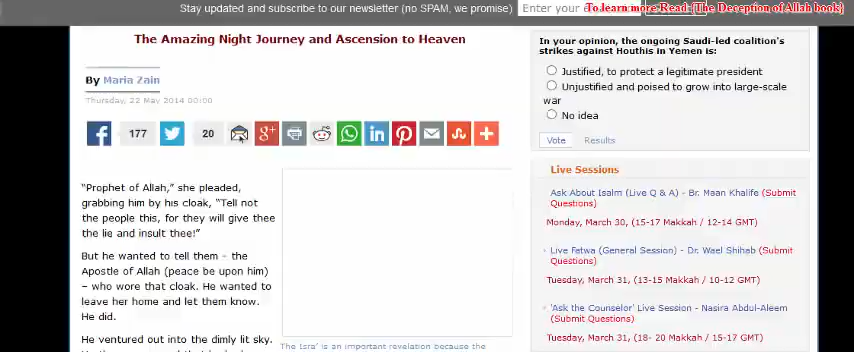 Stay updated and subscribe to our newsletter (no SPAM, we promise) Enter your
To learn more Read {The Deception of Allah book}
The Amazing Night Journey and Ascension to Heaven
By Maria Zain
Thursday, 22 May 2014 00:00
177
20
"Prophet of Allah," she pleaded,
grabbing him by his cloak, "Tell not
the people this, for they will give thee
the lie and insult thee!"
But he wanted to tell them – the
Apostle of Allah (peace be upon him)
– who wore that cloak. He wanted to
leave her home and let them know.
He did.
He ventured out into the dimly lit sky.
The Isra' is an important revelation because the
In your opinion, the ongoing Saudi-led coalition's
strikes against Houthis in Yemen is:
Justified, to protect a legitimate president
Unjustified and poised to grow into large-scale
war
No idea
Vote Results
Live Sessions
Ask About Isalm (Live Q & A) - Br. Maan Khalife (Submit
Questions)
Monday, March 30, (15-17 Makkah / 12-14 GMT)
Live Fatwa (General Session) - Dr. Wael Shihab (Submit
Questions)
Tuesday, March 31, (13-15 Makkah / 10-12 GMT)
'Ask the Counselor' Live Session - Nasira Abdul-Aleem
(Submit Questions)
Tuesday, March 31, (18- 20 Makkah / 15-17 GMT)